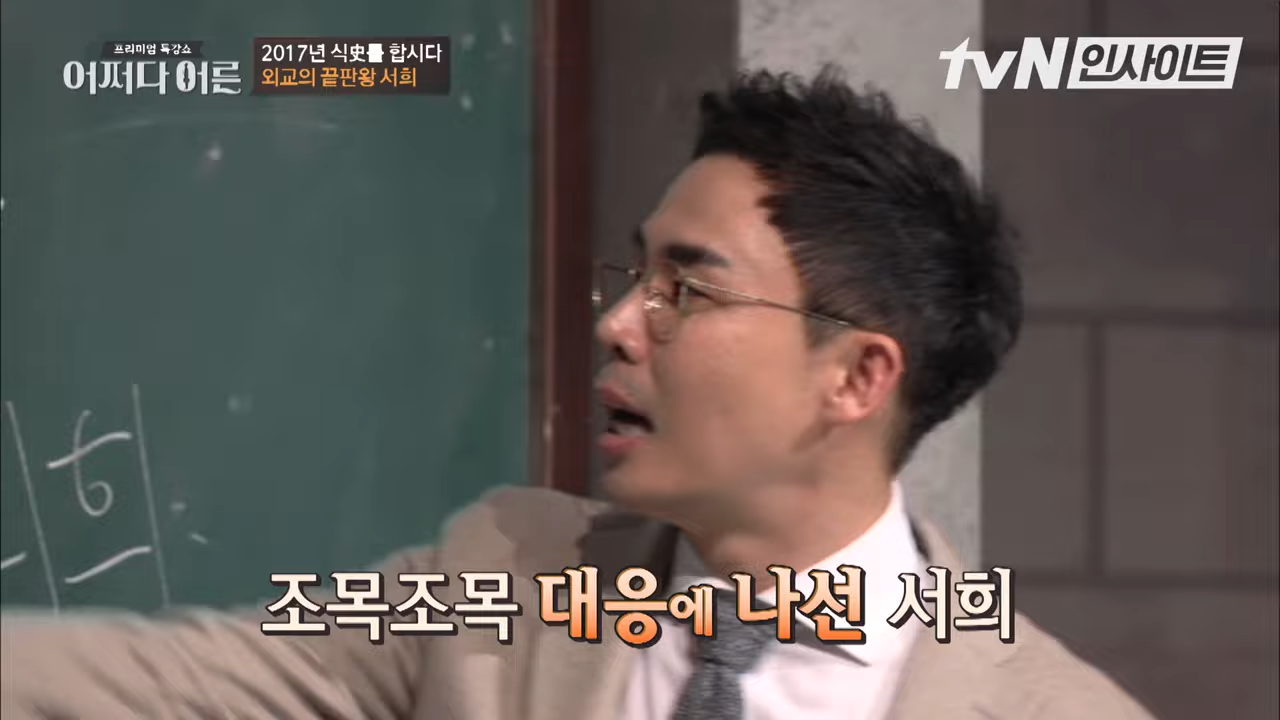 프리미엄 특강쇼
어쩌다 어른
2017년 식史를 합시다
외교의 끝판왕 서희
tvN 인사이트
희
조목조목 대응에 나선 서희